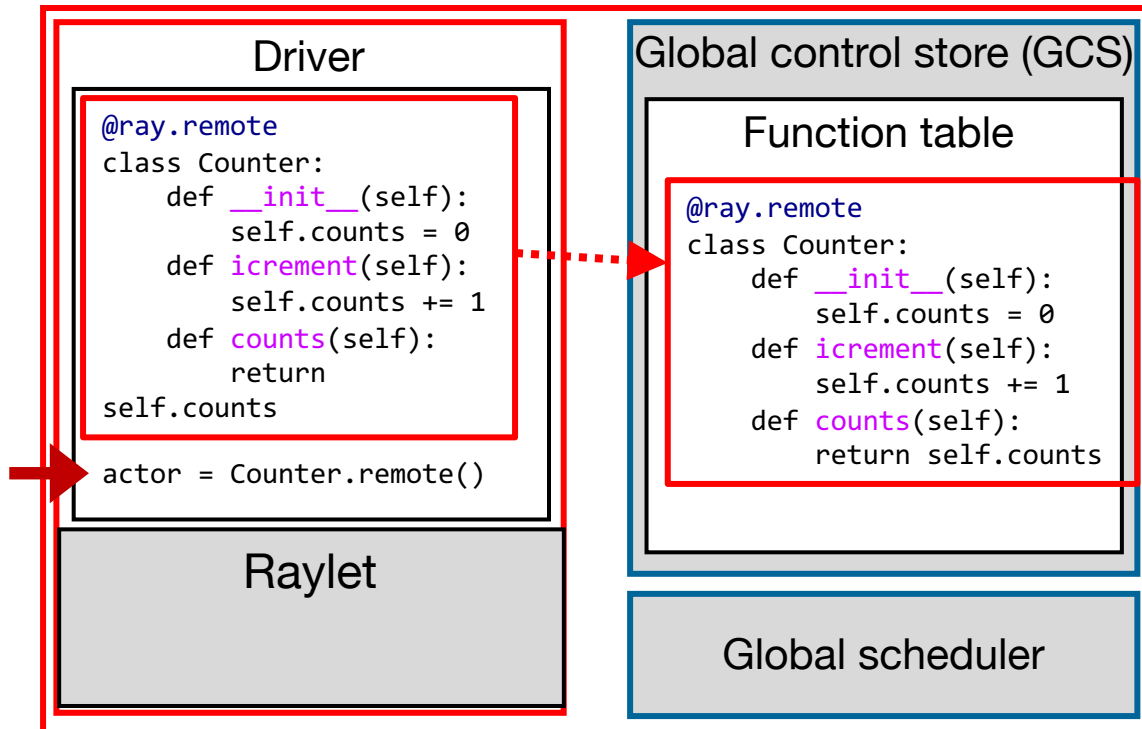 Driver
@ray.remote
class Counter:
    def __init__(self):
        self.counts = 0
    def icrement(self):
        self.counts += 1
    def counts(self):
        return
self.counts
actor = Counter.remote()
Raylet
Global control store (GCS)
Function table
@ray.remote
class Counter:
    def __init__(self):
        self.counts = 0
    def icrement(self):
        self.counts += 1
    def counts(self):
        return self.counts
Global scheduler